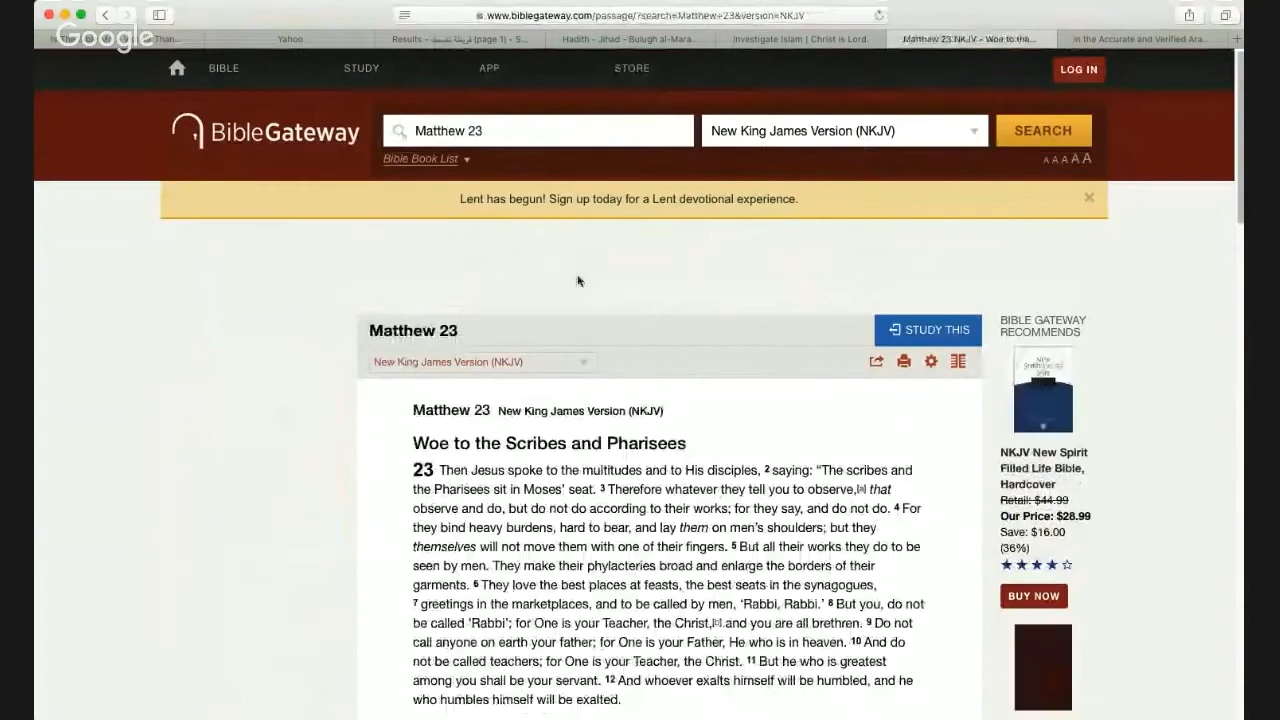 www.biblegateway.com/passage/?search=Matthew+23&version=NKJV
Google
Yahoo
Results -
(page 1) - S...
Hadith - Jihad - Bulugh al-Mara...
Investigate Islam | Christ is Lord.
Matthew 23 NKJV - Woe to tha...
in the Accurate and Verified Ara...
BIBLE
STUDY
APP
STORE
LOG IN
BibleGateway
Matthew 23
New King James Version (NKJV)
SEARCH
Bible Book List
A A A A A
Lent has begun! Sign up today for a Lent devotional experience.
Matthew 23
STUDY THIS
New King James Version (NKJV)
Matthew 23 New King James Version (NKJV)
Woe to the Scribes and Pharisees
23 Then Jesus spoke to the multitudes and to His disciples, 2 saying: “The scribes and
the Pharisees sit in Moses’ seat. 3 Therefore whatever they tell you to observe,[a] that
observe and do, but do not do according to their works; for they say, and do not do. 4 For
they bind heavy burdens, hard to bear, and lay them on men’s shoulders; but they
themselves will not move them with one of their fingers. 5 But all their works they do to be
seen by men. They make their phylacteries broad and enlarge the borders of their
garments. 6 They love the best places at feasts, the best seats in the synagogues,
7 greetings in the marketplaces, and to be called by men, ‘Rabbi, Rabbi.’ 8 But you, do not
be called ‘Rabbi’; for One is your Teacher, the Christ, and you are all brethren. 9 Do not
call anyone on earth your father; for One is your Father, He who is in heaven. 10 And do
not be called teachers; for One is your Teacher, the Christ. 11 But he who is greatest
among you shall be your servant. 12 And whoever exalts himself will be humbled, and he
who humbles himself will be exalted.
BIBLE GATEWAY
RECOMMENDS
NKJV New Spirit
Filled Life Bible,
Hardcover
Retail: $44.99
Our Price: $28.99
Save: $16.00
(36%)
BUY NOW